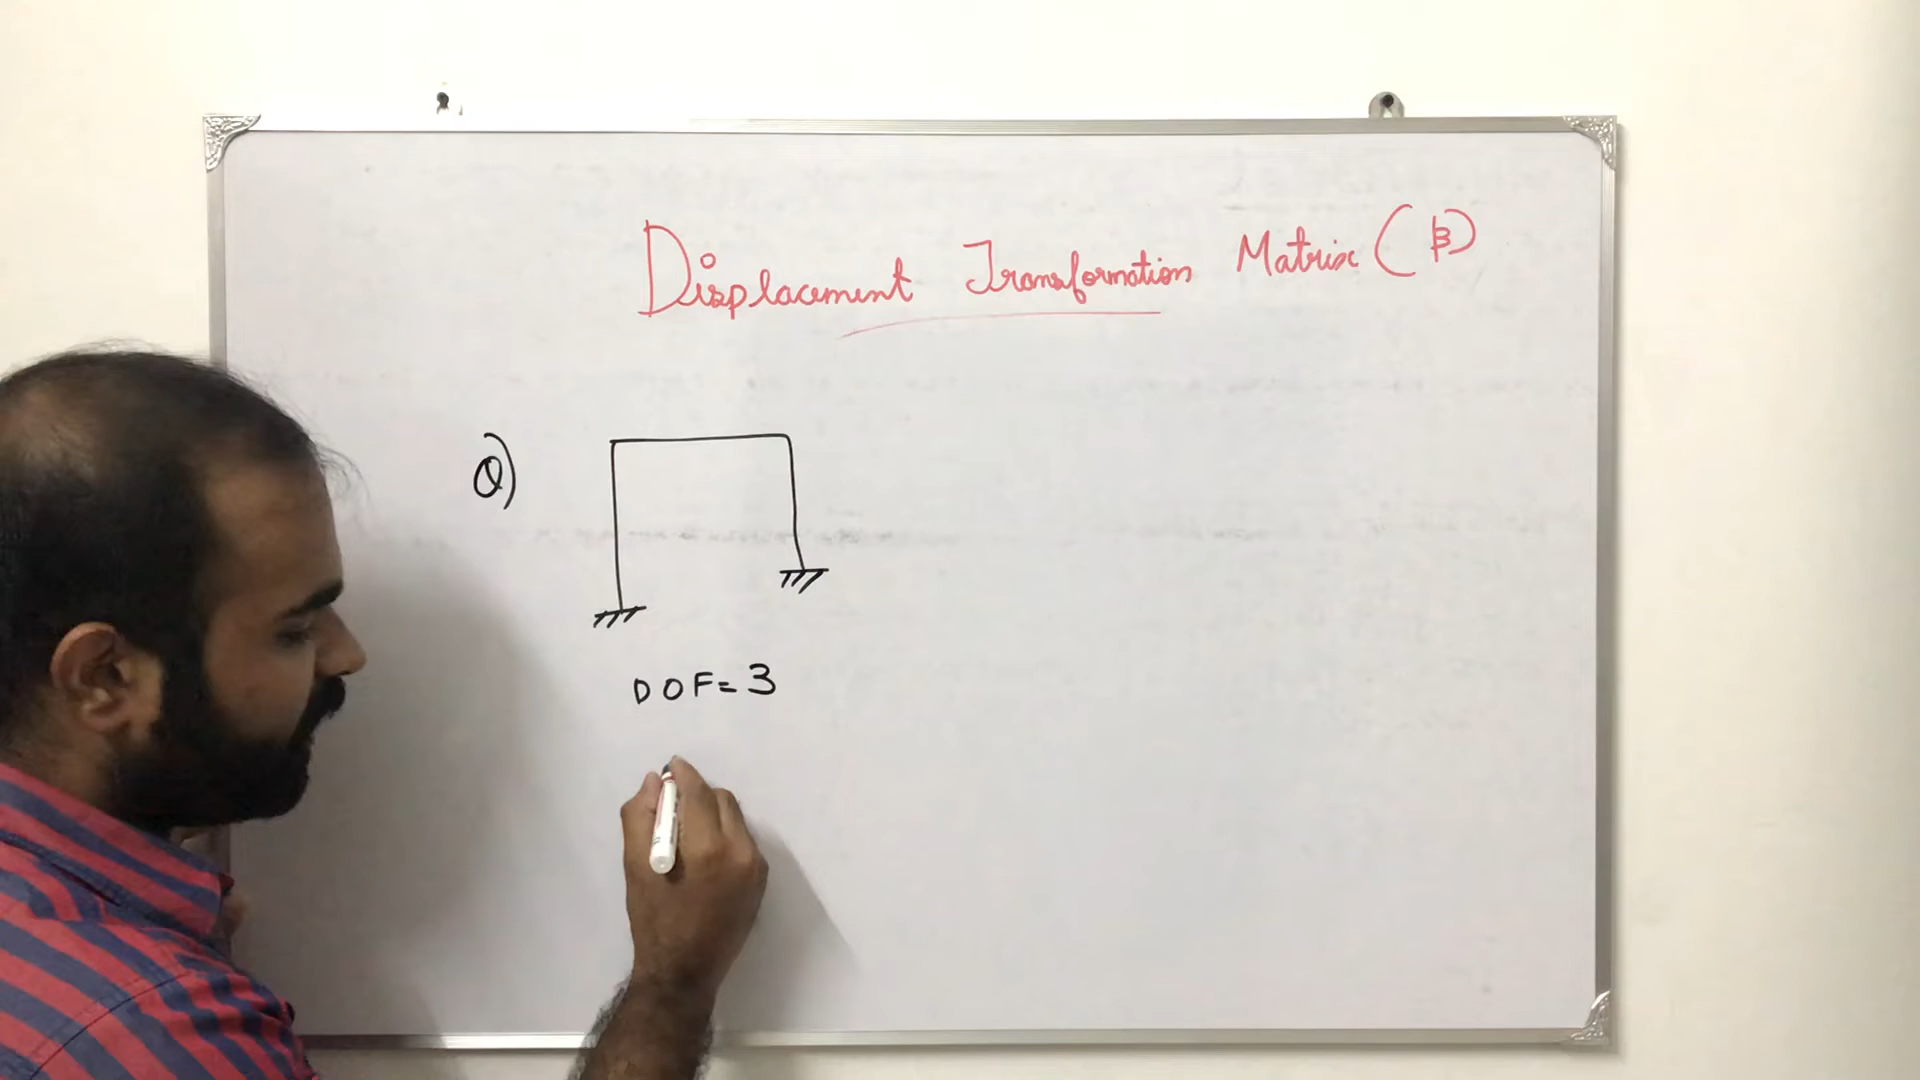 Displacement Transformation Matrix (β)
Q)
DOF = 3